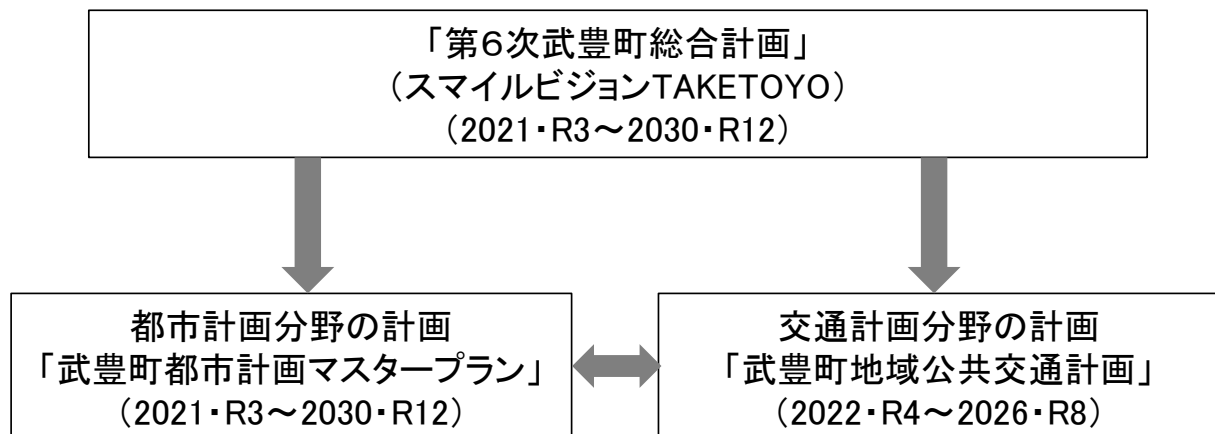 「第６次武豊町総合計画」
（スマイルビジョンTAKETOYO）
（2021・R3～2030・R12）
都市計画分野の計画
「武豊町都市計画マスタープラン」
（2021・R3～2030・R12）
交通計画分野の計画
「武豊町地域公共交通計画」
（2022・R4～2026・R8）